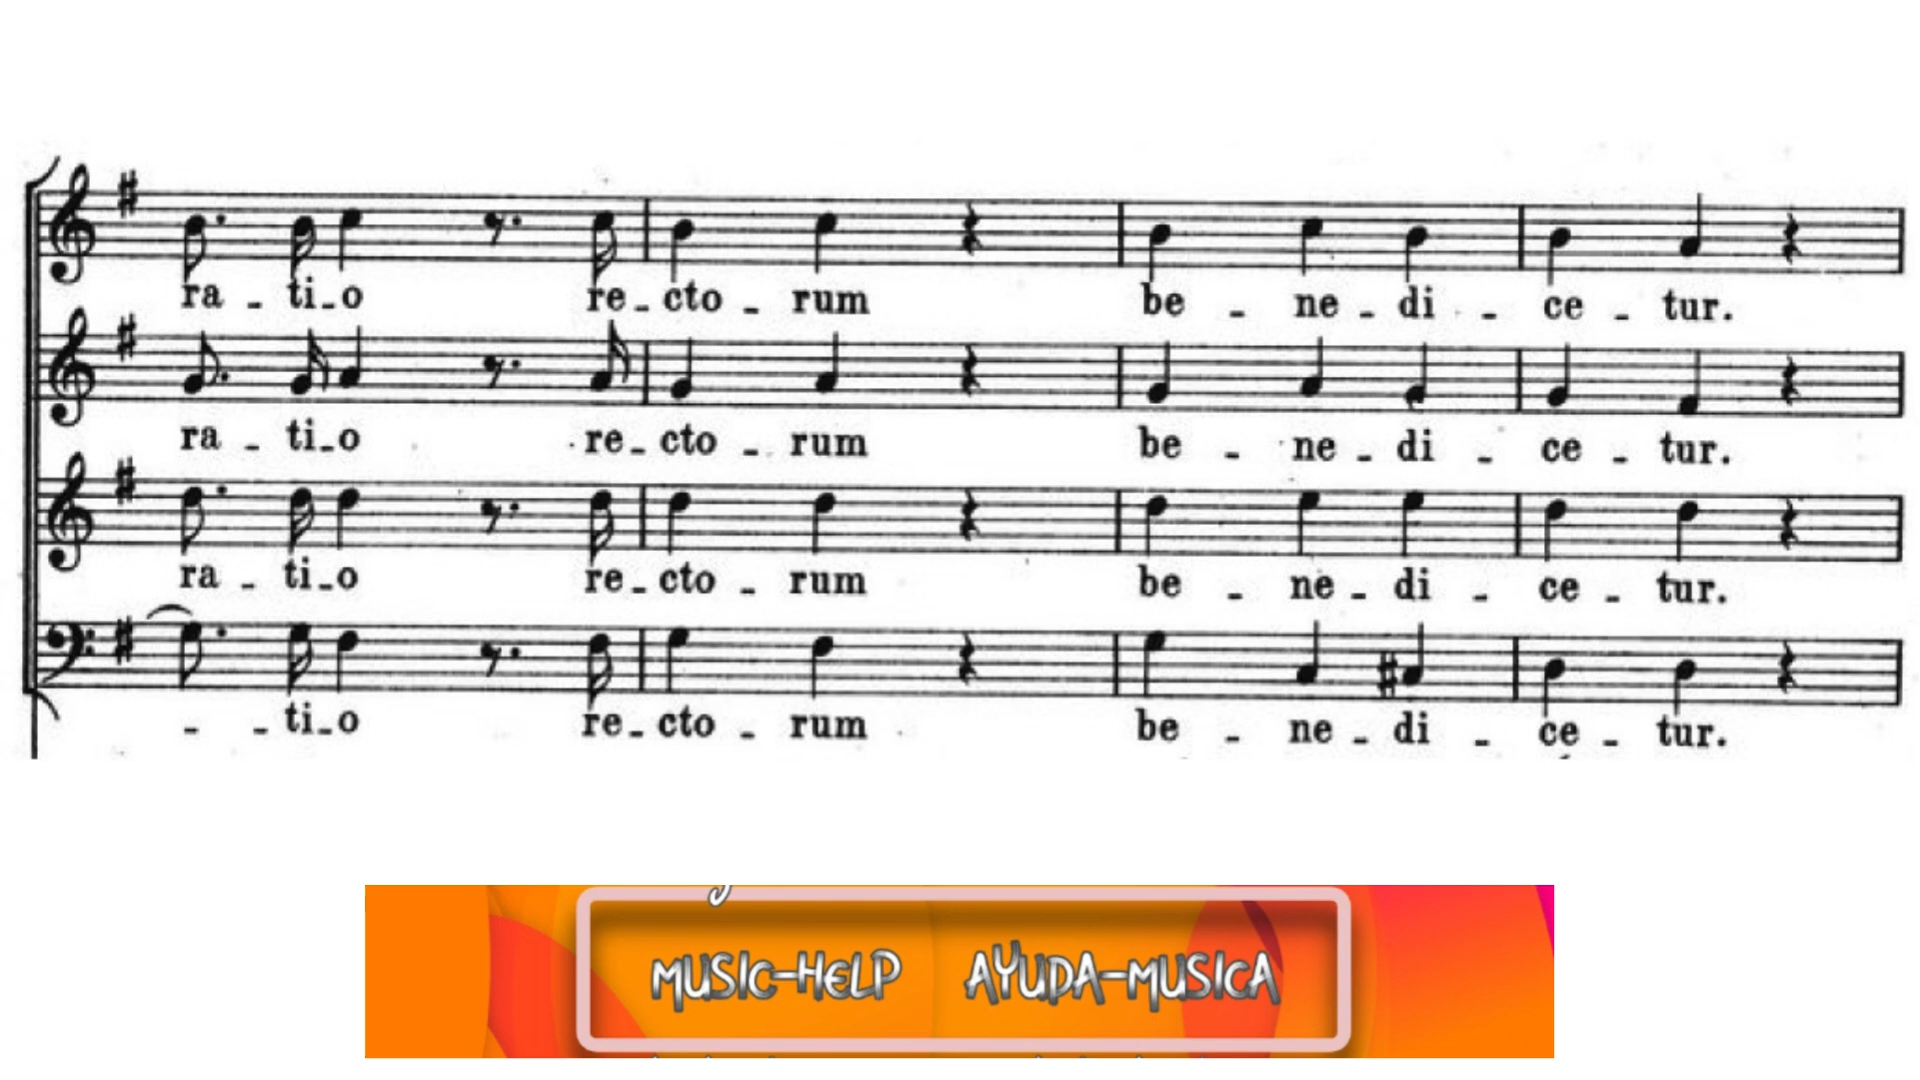 ra - ti - o re - cto - rum be - ne - di - ce - tur.
ra - ti - o re - cto - rum be - ne - di - ce - tur.
ra - ti - o re - cto - rum be - ne - di - ce - tur.
- - ti - o re - cto - rum be - ne - di - ce - tur.
MUSIC-HELP AYUDA-MUSICA